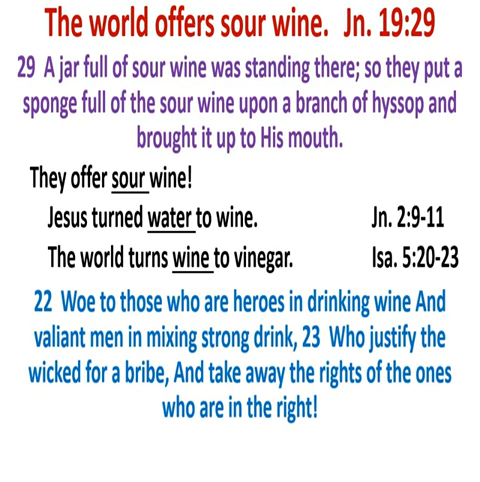 The world offers sour wine. Jn. 19:29
29 A jar full of sour wine was standing there; so they put a
sponge full of the sour wine upon a branch of hyssop and
brought it up to His mouth.
They offer sour wine!
Jesus turned water to wine. Jn. 2:9-11
The world turns wine to vinegar. Isa. 5:20-23
22 Woe to those who are heroes in drinking wine And
valiant men in mixing strong drink, 23 Who justify the
wicked for a bribe, And take away the rights of the ones
who are in the right!